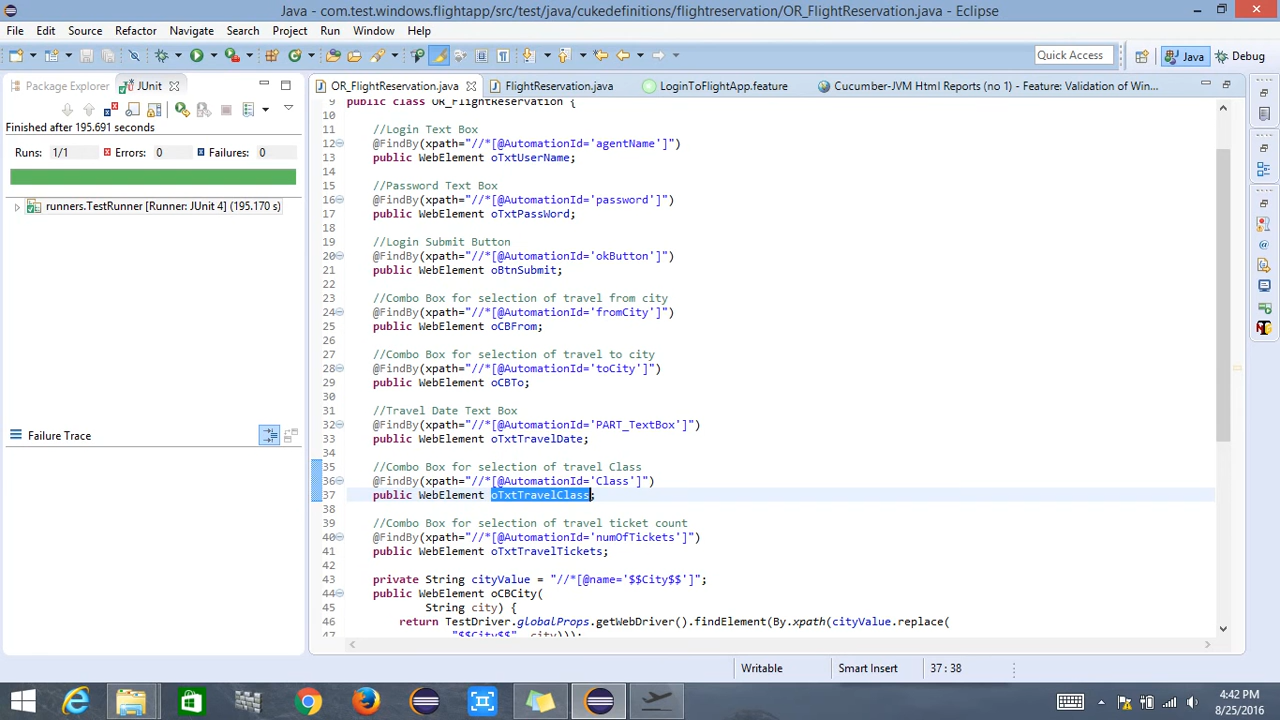 Java - com.test.windows.flightapp/src/test/java/cukedefinitions/flightreservation/OR_FlightReservation.java - Eclipse
File Edit Source Refactor Navigate Search Project Run Window Help
Quick Access
Java
Debug
Package Explorer
JUnit
OR_FlightReservation.java
FlightReservation.java
LoginToFlightApp.feature
Cucumber-JVM Html Reports (no 1) - Feature: Validation of Win...
Finished after 195.691 seconds
Runs: 1/1 Errors: 0 Failures: 0
runners.TestRunner [Runner: JUnit 4] (195.170 s)
Failure Trace
9 public class OR_FlightReservation {
10
11 //Login Text Box
12 @FindBy(xpath="//*[@AutomationId='agentName']")
13 public WebElement oTxtUserName;
14
15 //Password Text Box
16 @FindBy(xpath="//*[@AutomationId='password']")
17 public WebElement oTxtPassWord;
18
19 //Login Submit Button
20 @FindBy(xpath="//*[@AutomationId='okButton']")
21 public WebElement oBtnSubmit;
22
23 //Combo Box for selection of travel from city
24 @FindBy(xpath="//*[@AutomationId='fromCity']")
25 public WebElement oCBFrom;
26
27 //Combo Box for selection of travel to city
28 @FindBy(xpath="//*[@AutomationId='toCity']")
29 public WebElement oCBTo;
30
31 //Travel Date Text Box
32 @FindBy(xpath="//*[@AutomationId='PART_TextBox']")
33 public WebElement oTxtTravelDate;
34
35 //Combo Box for selection of travel Class
36 @FindBy(xpath="//*[@AutomationId='Class']")
37 public WebElement oTxtTravelClass;
38
39 //Combo Box for selection of travel ticket count
40 @FindBy(xpath="//*[@AutomationId='numOfTickets']")
41 public WebElement oTxtTravelTickets;
42
43 private String cityValue = "//*[@name='$$City$$']";
44 public WebElement oCBCity(
45 String city) {
46 return TestDriver.globalProps.getWebDriver().findElement(By.xpath(cityValue.replace(
47 "$$City$$", city)));
Writable
Smart Insert
37 : 38
4:42 PM
8/25/2016